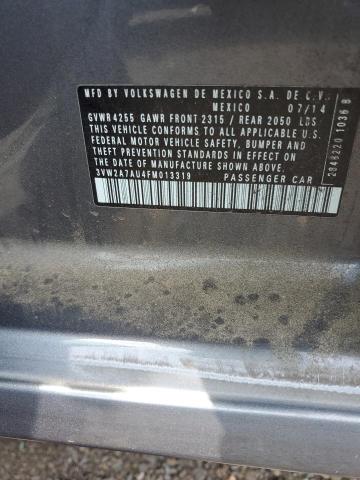 MFD BY VOLKSWAGEN DE MEXICO S.A. DE C.V.
MEXICO 07/14
GVWR 4255 GAWR FRONT 2315 / REAR 2050 LBS
THIS VEHICLE CONFORMS TO ALL APPLICABLE U.S.
FEDERAL MOTOR VEHICLE SAFETY, BUMPER AND
THEFT PREVENTION STANDARDS IN EFFECT ON THE
DATE OF MANUFACTURE SHOWN ABOVE.
3VW2A7AU4FM013319 PASSENGER CAR
2846220 1036 B